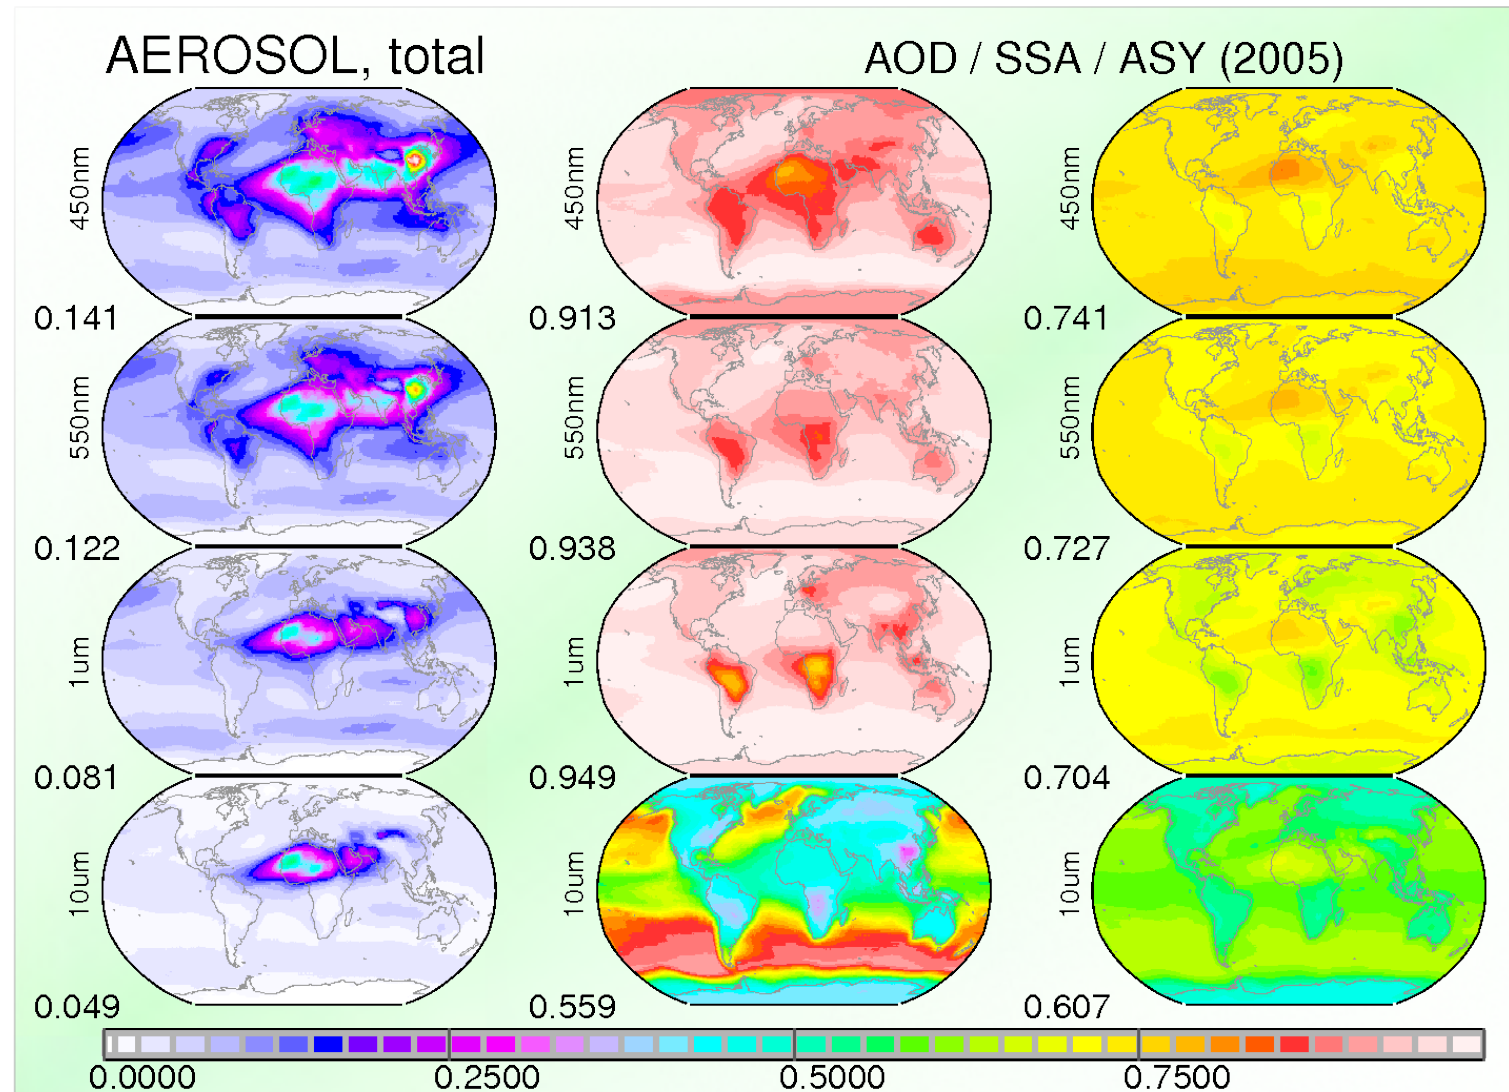 AEROSOL, total
AOD / SSA / ASY (2005)
450nm
450nm
450nm
0.141
0.913
0.741
550nm
550nm
550nm
0.122
0.938
0.727
1um
1um
1um
0.081
0.949
0.704
10um
10um
10um
0.049
0.559
0.607
0.0000
0.2500
0.5000
0.7500